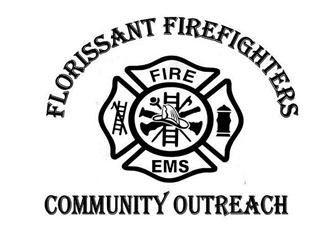 FLORISSANT FIREFIGHTERS
FIRE
EMS
COMMUNITY OUTREACH